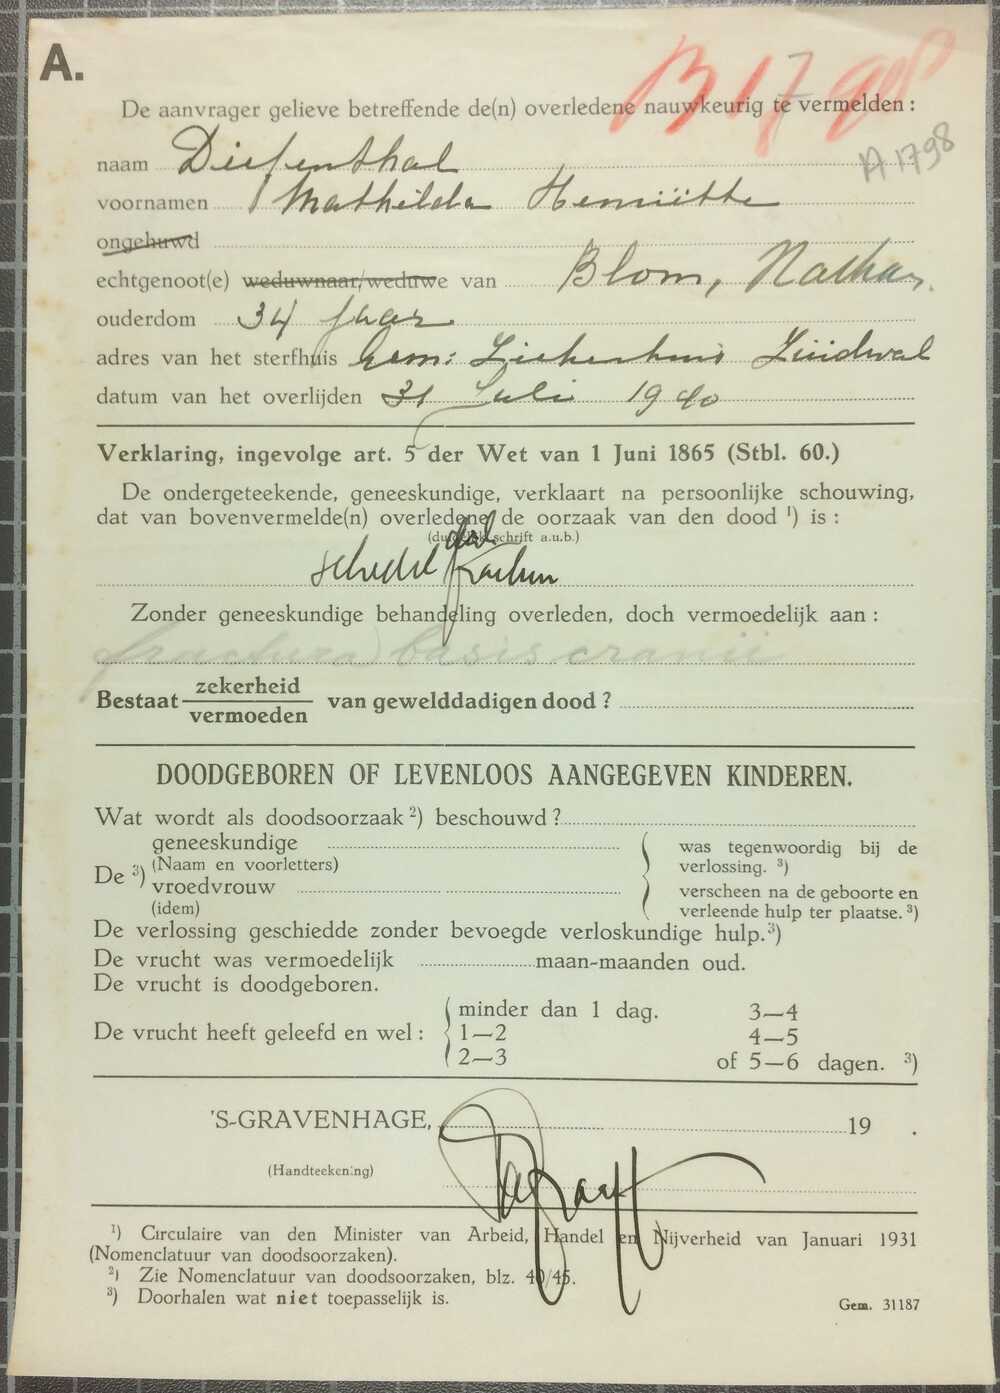 A.
B 1798
De aanvrager gelieve betreffende de(n) overledene nauwkeurig te vermelden :
A 1798
naam Diefenthal
voornamen Mathilda Henriëtte
ongehuwd
echtgenoot(e) weduwnaar/weduwe van Blom, Nathan.
ouderdom 34 jaar
adres van het sterfhuis Gem: Ziekenhuis Zuidwal
datum van het overlijden 31 Juli 1940
Verklaring, ingevolge art. 5 der Wet van 1 Juni 1865 (Stbl. 60.)
De ondergeteekende, geneeskundige, verklaart na persoonlijke schouwing,
dat van bovenvermelde(n) overledene de oorzaak van den dood ¹) is :
(duidelijk schrift a.u.b.)
schedel
Zonder geneeskundige behandeling overleden, doch vermoedelijk aan :
fractura basis cranii
Bestaat zekerheid van gewelddadigen dood ?
vermoeden
DOODGEBOREN OF LEVENLOOS AANGEGEVEN KINDEREN.
Wat wordt als doodsoorzaak ²) beschouwd ?
geneeskundige was tegenwoordig bij de
(Naam en voorletters) verlossing. ³)
De ³) vroedvrouw verscheen na de geboorte en
(idem) verleende hulp ter plaatse. ³)
De verlossing geschiedde zonder bevoegde verloskundige hulp.³)
De vrucht was vermoedelijk maan-maanden oud.
De vrucht is doodgeboren.
minder dan 1 dag. 3—4
De vrucht heeft geleefd en wel : 1—2 4—5
2—3 of 5—6 dagen. ³)
'S-GRAVENHAGE, 19 .
(Handteekening)
¹) Circulaire van den Minister van Arbeid, Handel en Nijverheid van Januari 1931
(Nomenclatuur van doodsoorzaken).
²) Zie Nomenclatuur van doodsoorzaken, blz. 40/45.
³) Doorhalen wat niet toepasselijk is.
Gem. 31187